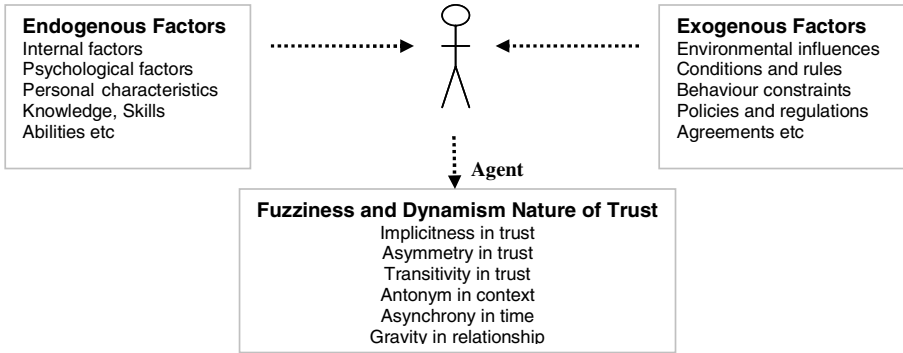 Endogenous Factors
Internal factors
Psychological factors
Personal characteristics
Knowledge, Skills
Abilities etc
Exogenous Factors
Environmental influences
Conditions and rules
Behaviour constraints
Policies and regulations
Agreements etc
Agent
Fuzziness and Dynamism Nature of Trust
Implicitness in trust
Asymmetry in trust
Transitivity in trust
Antonym in context
Asynchrony in time
Gravity in relationship